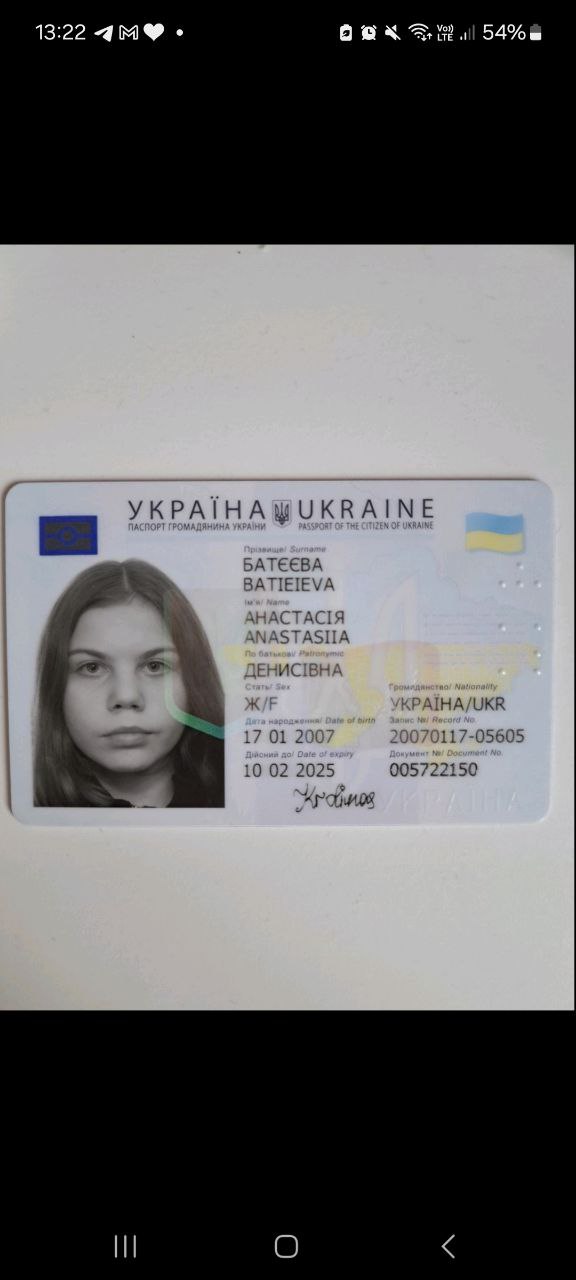 13:22
Vo)) LTE 54%
УКРАЇНА UKRAINE
ПАСПОРТ ГРОМАДЯНИНА УКРАЇНИ PASSPORT OF THE CITIZEN OF UKRAINE
Прізвище/ Surname
БАТЄЄВА
BATIEIEVA
Ім'я/ Name
АНАСТАСІЯ
ANASTASIIA
По батькові/ Patronymic
ДЕНИСІВНА
Стать/ Sex Громадянство/ Nationality
Ж/F УКРАЇНА/UKR
Дата народження/ Date of birth Запис №/ Record No.
17 01 2007 20070117-05605
Дійсний до/ Date of expiry Документ №/ Document No.
10 02 2025 005722150